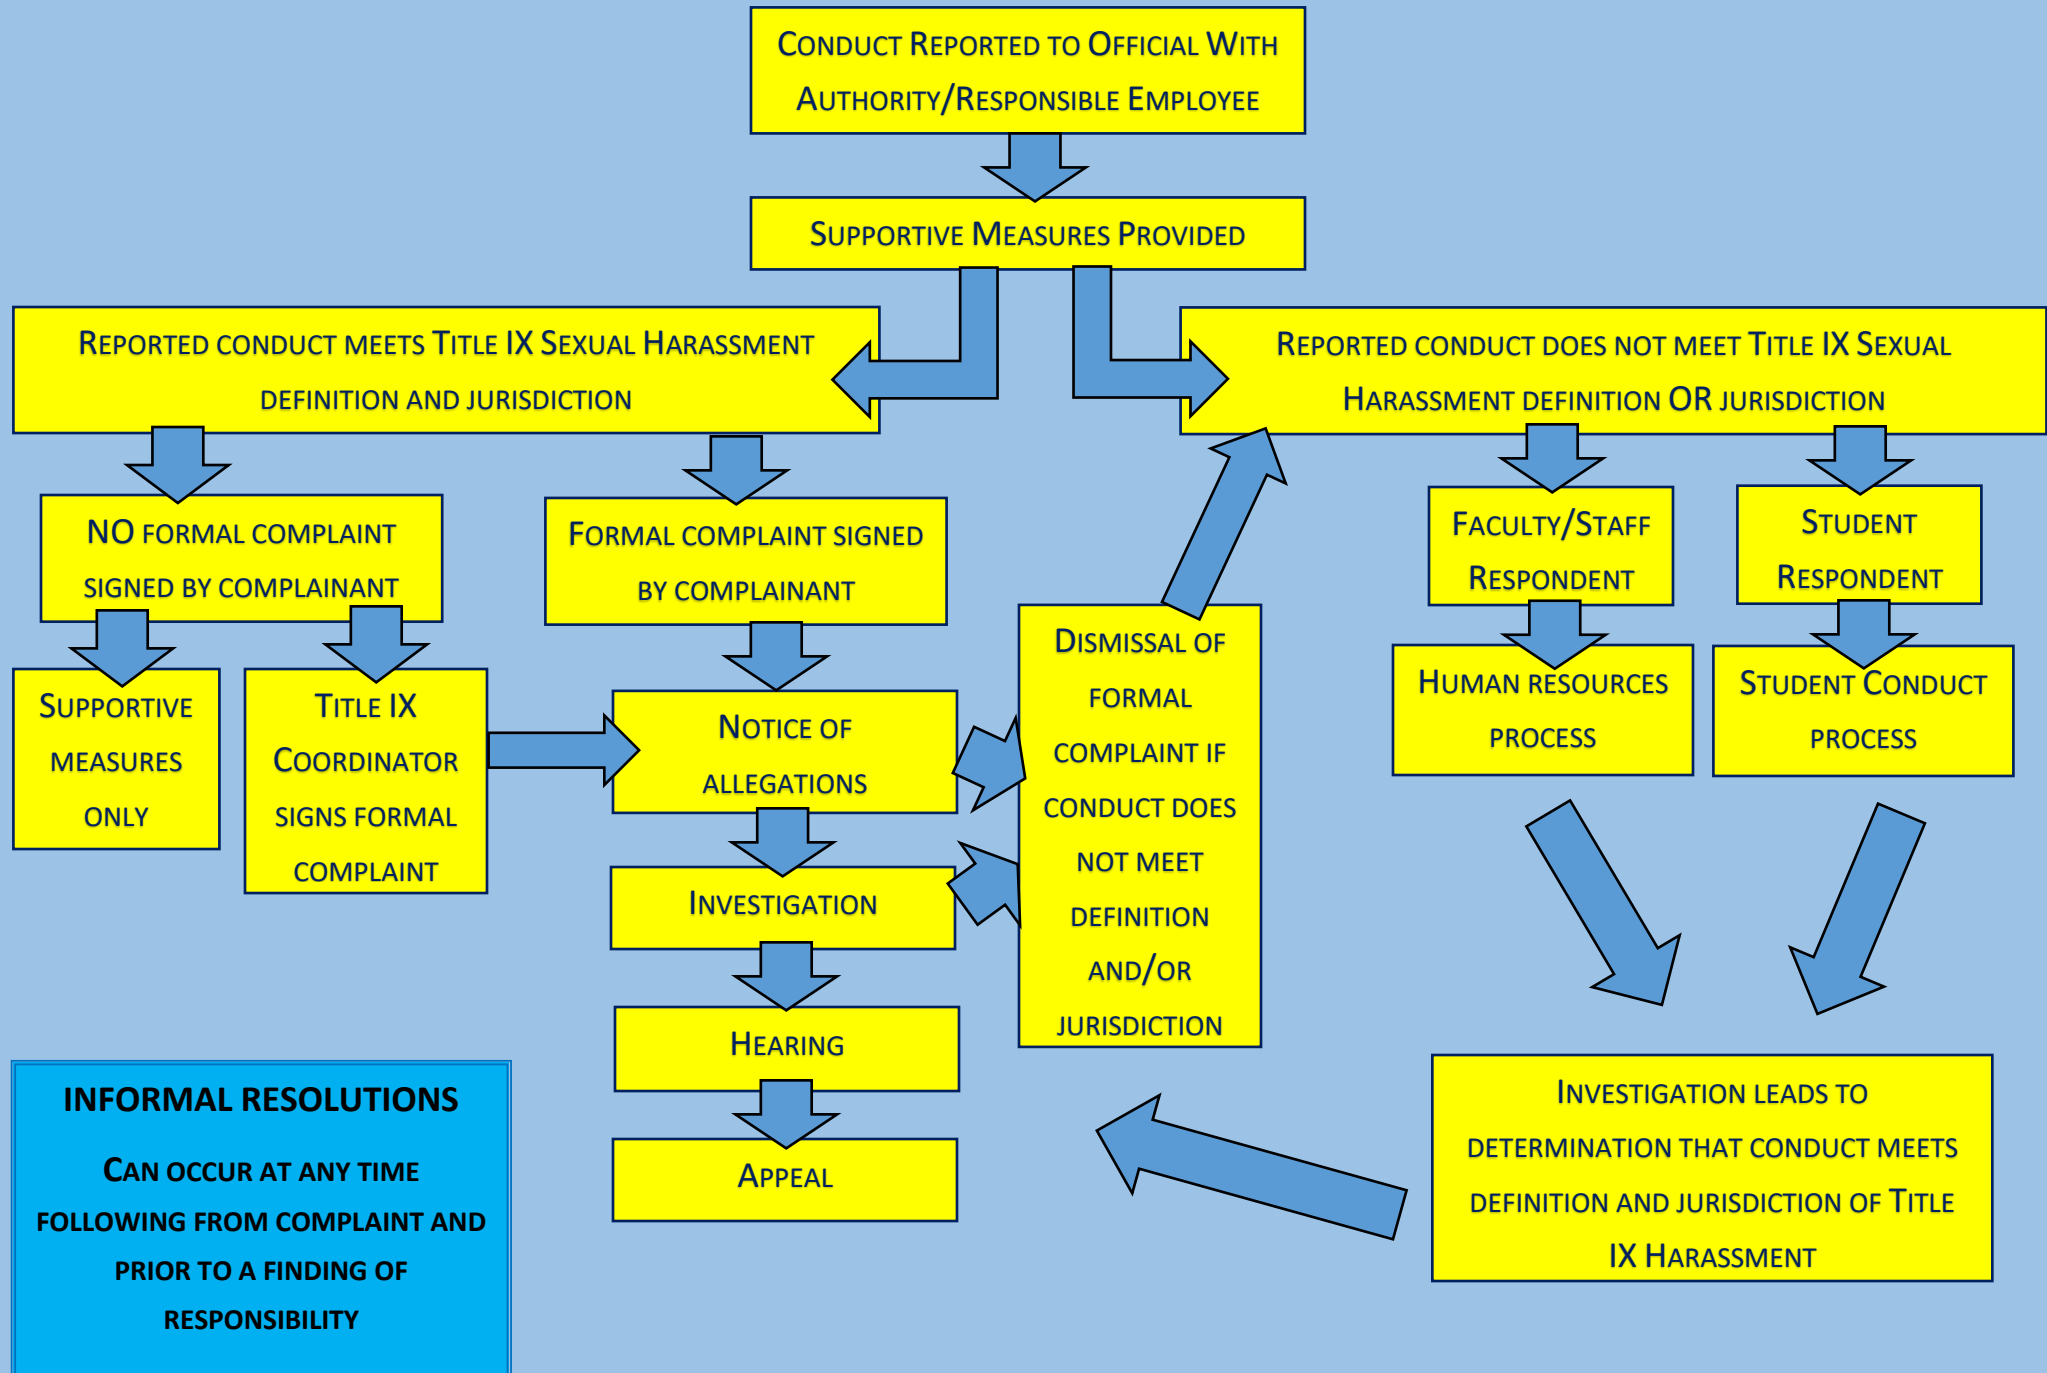 Conduct Reported to Official With
Authority/Responsible Employee
Supportive Measures Provided
Reported conduct meets Title IX Sexual Harassment
definition and jurisdiction
Reported conduct does not meet Title IX Sexual
Harassment definition OR jurisdiction
NO formal complaint
signed by complainant
Formal complaint signed
by complainant
Faculty/Staff
Respondent
Student
Respondent
Supportive
measures
only
Title IX
Coordinator
signs formal
complaint
Notice of
allegations
Dismissal of
formal
complaint if
conduct does
not meet
definition
and/or
jurisdiction
Human resources
process
Student Conduct
process
Investigation
Hearing
Appeal
Investigation leads to
determination that conduct meets
definition and jurisdiction of Title
IX Harassment
INFORMAL RESOLUTIONS
Can occur at any time
following from complaint and
prior to a finding of
responsibility